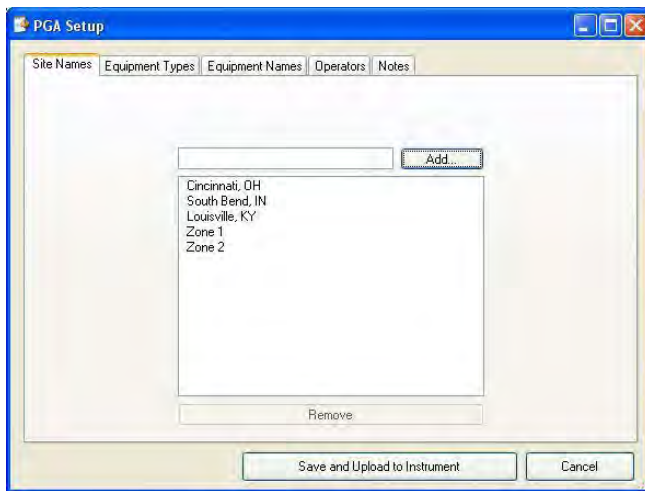 PGA Setup
Site Names Equipment Types Equipment Names Operators Notes
Add...
Cincinnati, OH
South Bend, IN
Louisville, KY
Zone 1
Zone 2
Remove
Save and Upload to Instrument Cancel